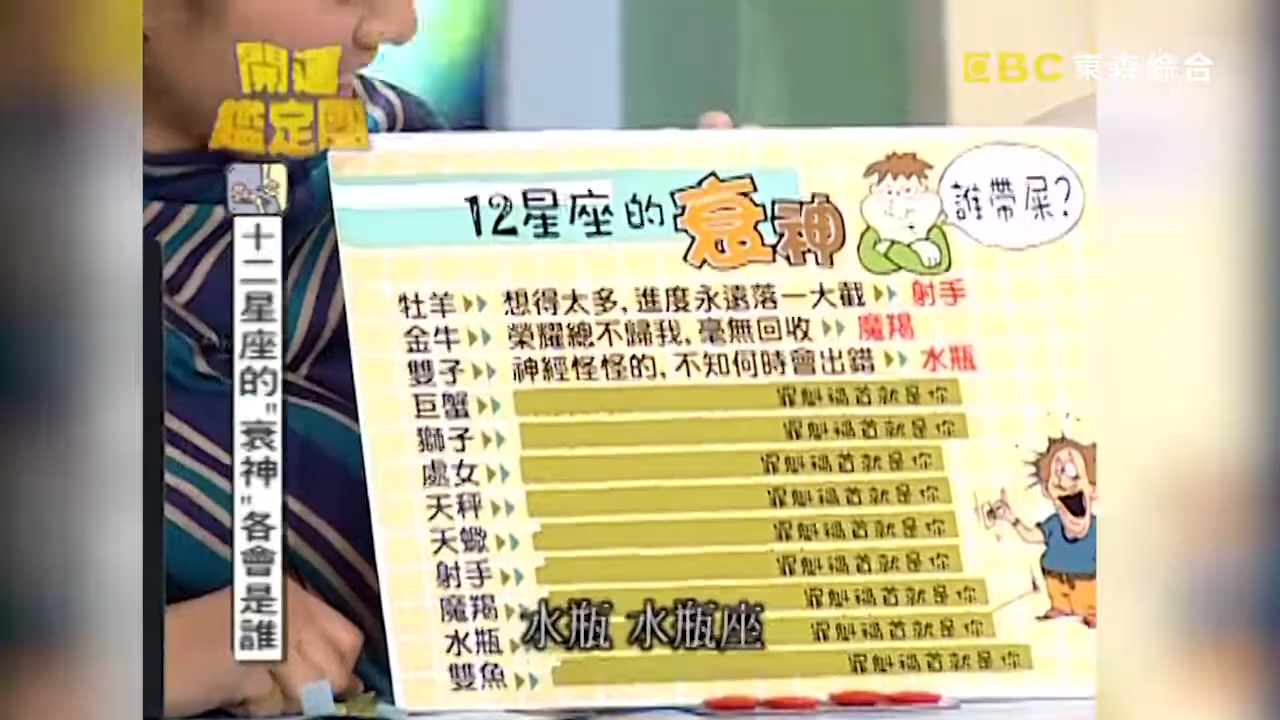 開運
鑑定團
EBC 東森綜合
十二星座的"衰神"各會是誰
12星座的衰神
誰帶屎?
牡羊 想得太多,進度永遠落一大截 射手
金牛 榮耀總不歸我,毫無回收 魔羯
雙子 神經怪怪的,不知何時會出錯 水瓶
巨蟹 罪魁禍首就是你
獅子 罪魁禍首就是你
處女 罪魁禍首就是你
天秤 罪魁禍首就是你
天蠍 罪魁禍首就是你
射手 罪魁禍首就是你
魔羯 罪魁禍首就是你
水瓶 罪魁禍首就是你
雙魚 罪魁禍首就是你
水瓶 水瓶座